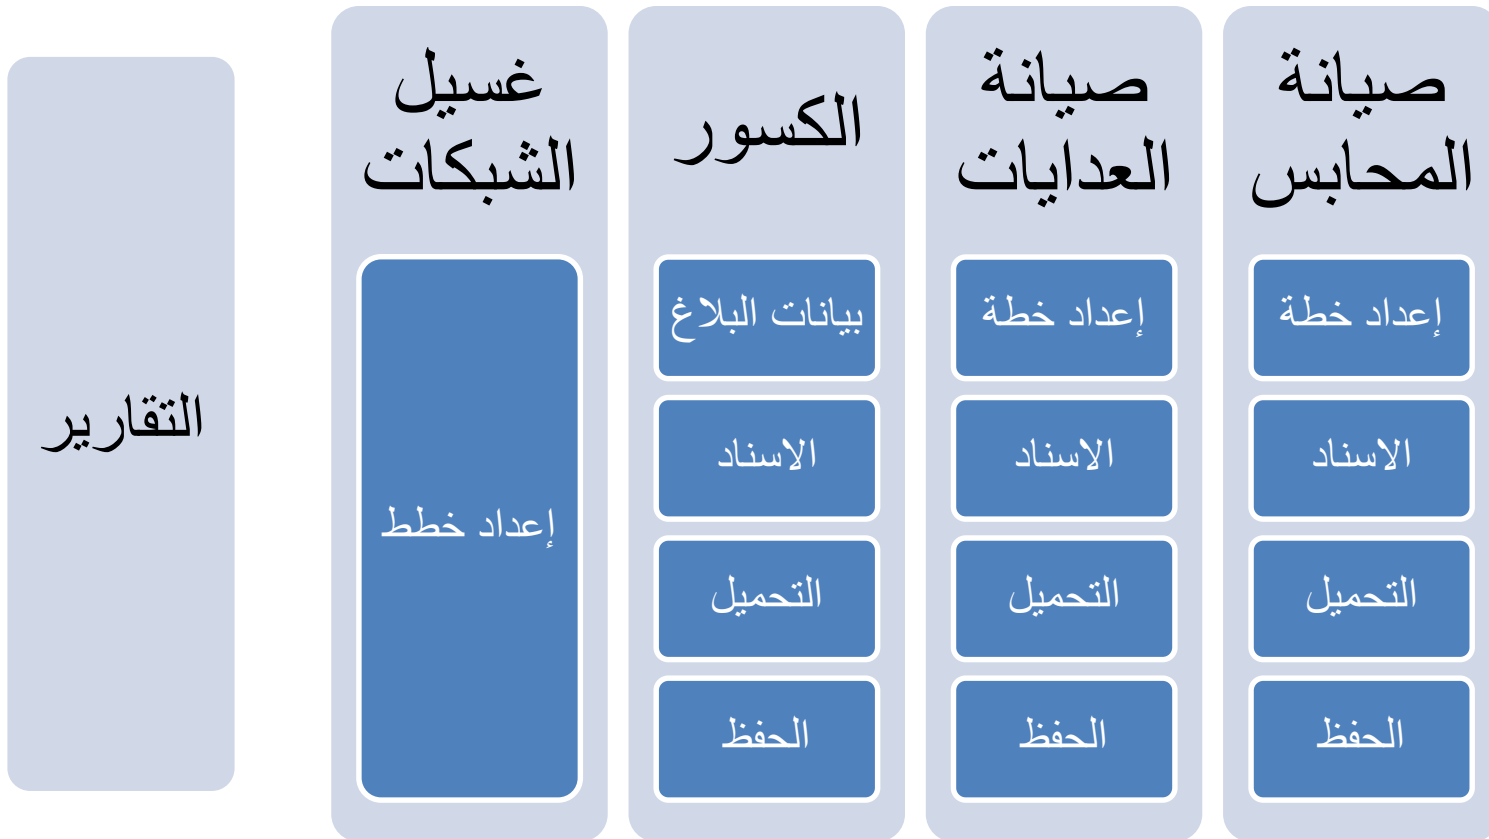 صيانة
المحابس
إعداد خطة
الاسناد
التحميل
الحفظ
صيانة
العدايات
إعداد خطة
الاسناد
التحميل
الحفظ
الكسور
بيانات البلاغ
الاسناد
التحميل
الحفظ
غسيل
الشبكات
إعداد خطط
التقارير